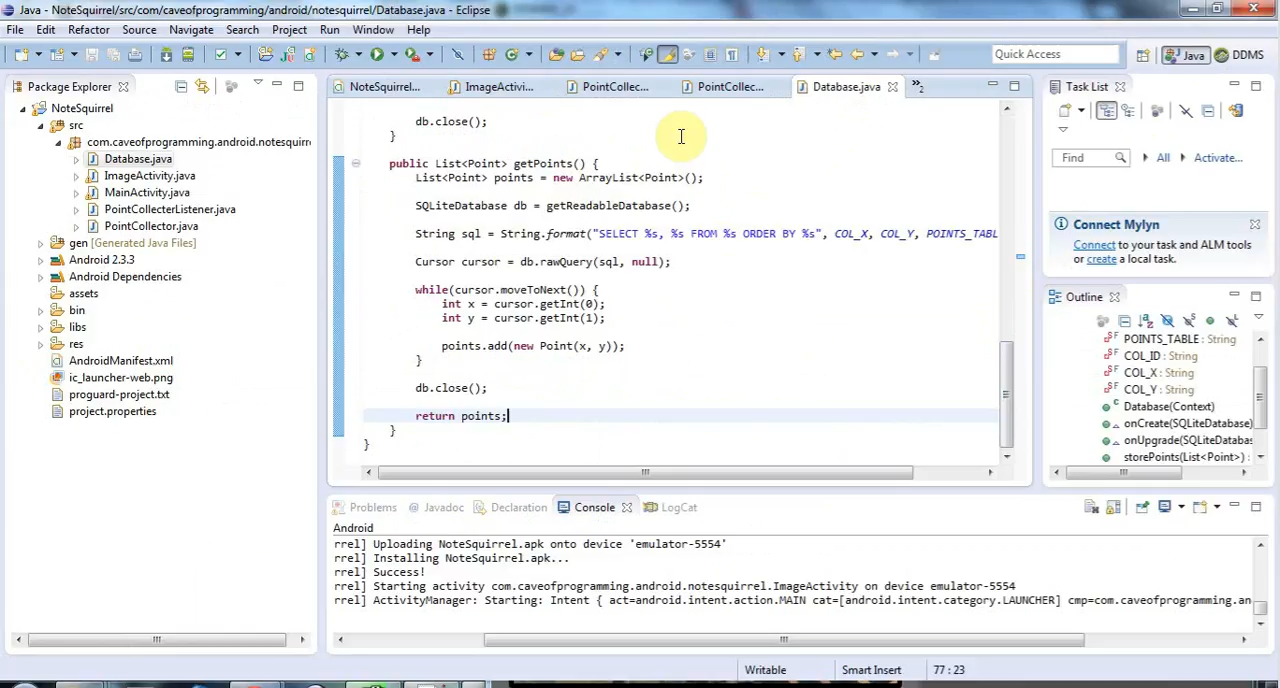 Java - NoteSquirrel/src/com/caveofprogramming/android/notesquirrel/Database.java - Eclipse
File Edit Refactor Source Navigate Search Project Run Window Help
Quick Access Java DDMS
Package Explorer
NoteSquirrel
src
com.caveofprogramming.android.notesquirr
Database.java
ImageActivity.java
MainActivity.java
PointCollecterListener.java
PointCollector.java
gen [Generated Java Files]
Android 2.3.3
Android Dependencies
assets
bin
libs
res
AndroidManifest.xml
ic_launcher-web.png
proguard-project.txt
project.properties
NoteSquirrel... ImageActivi... PointCollec... PointCollec... Database.java »2
db.close();
}
public List<Point> getPoints() {
List<Point> points = new ArrayList<Point>();
SQLiteDatabase db = getReadableDatabase();
String sql = String.format("SELECT %s, %s FROM %s ORDER BY %s", COL_X, COL_Y, POINTS_TABL
Cursor cursor = db.rawQuery(sql, null);
while(cursor.moveToNext()) {
int x = cursor.getInt(0);
int y = cursor.getInt(1);
points.add(new Point(x, y));
}
db.close();
return points;
}
}
Task List
Find All Activate...
Connect Mylyn
Connect to your task and ALM tools
or create a local task.
Outline
POINTS_TABLE : String
COL_ID : String
COL_X : String
COL_Y : String
Database(Context)
onCreate(SQLiteDatabase)
onUpgrade(SQLiteDatabase
storePoints(List<Point>) :
Problems Javadoc Declaration Console LogCat
Android
rrel] Uploading NoteSquirrel.apk onto device 'emulator-5554'
rrel] Installing NoteSquirrel.apk...
rrel] Success!
rrel] Starting activity com.caveofprogramming.android.notesquirrel.ImageActivity on device emulator-5554
rrel] ActivityManager: Starting: Intent { act=android.intent.action.MAIN cat=[android.intent.category.LAUNCHER] cmp=com.caveofprogramming.an
Writable Smart Insert 77 : 23